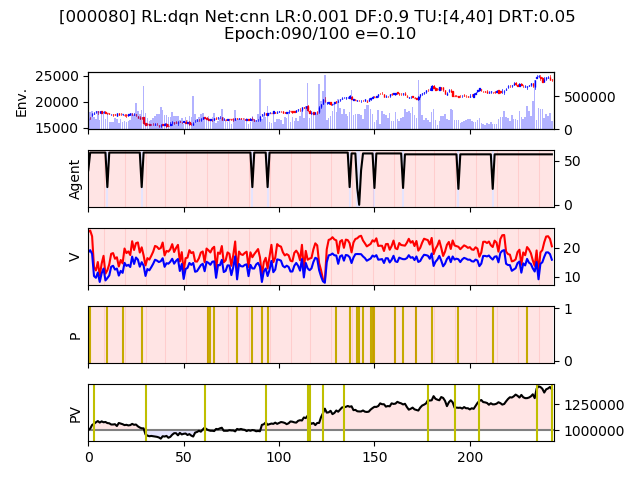 [000080] RL:dqn Net:cnn LR:0.001 DF:0.9 TU:[4,40] DRT:0.05
Epoch:090/100 e=0.10
Env.
25000
20000
15000
500000
0
Agent
50
0
V
20
10
P
1
0
PV
1250000
1000000
0 50 100 150 200